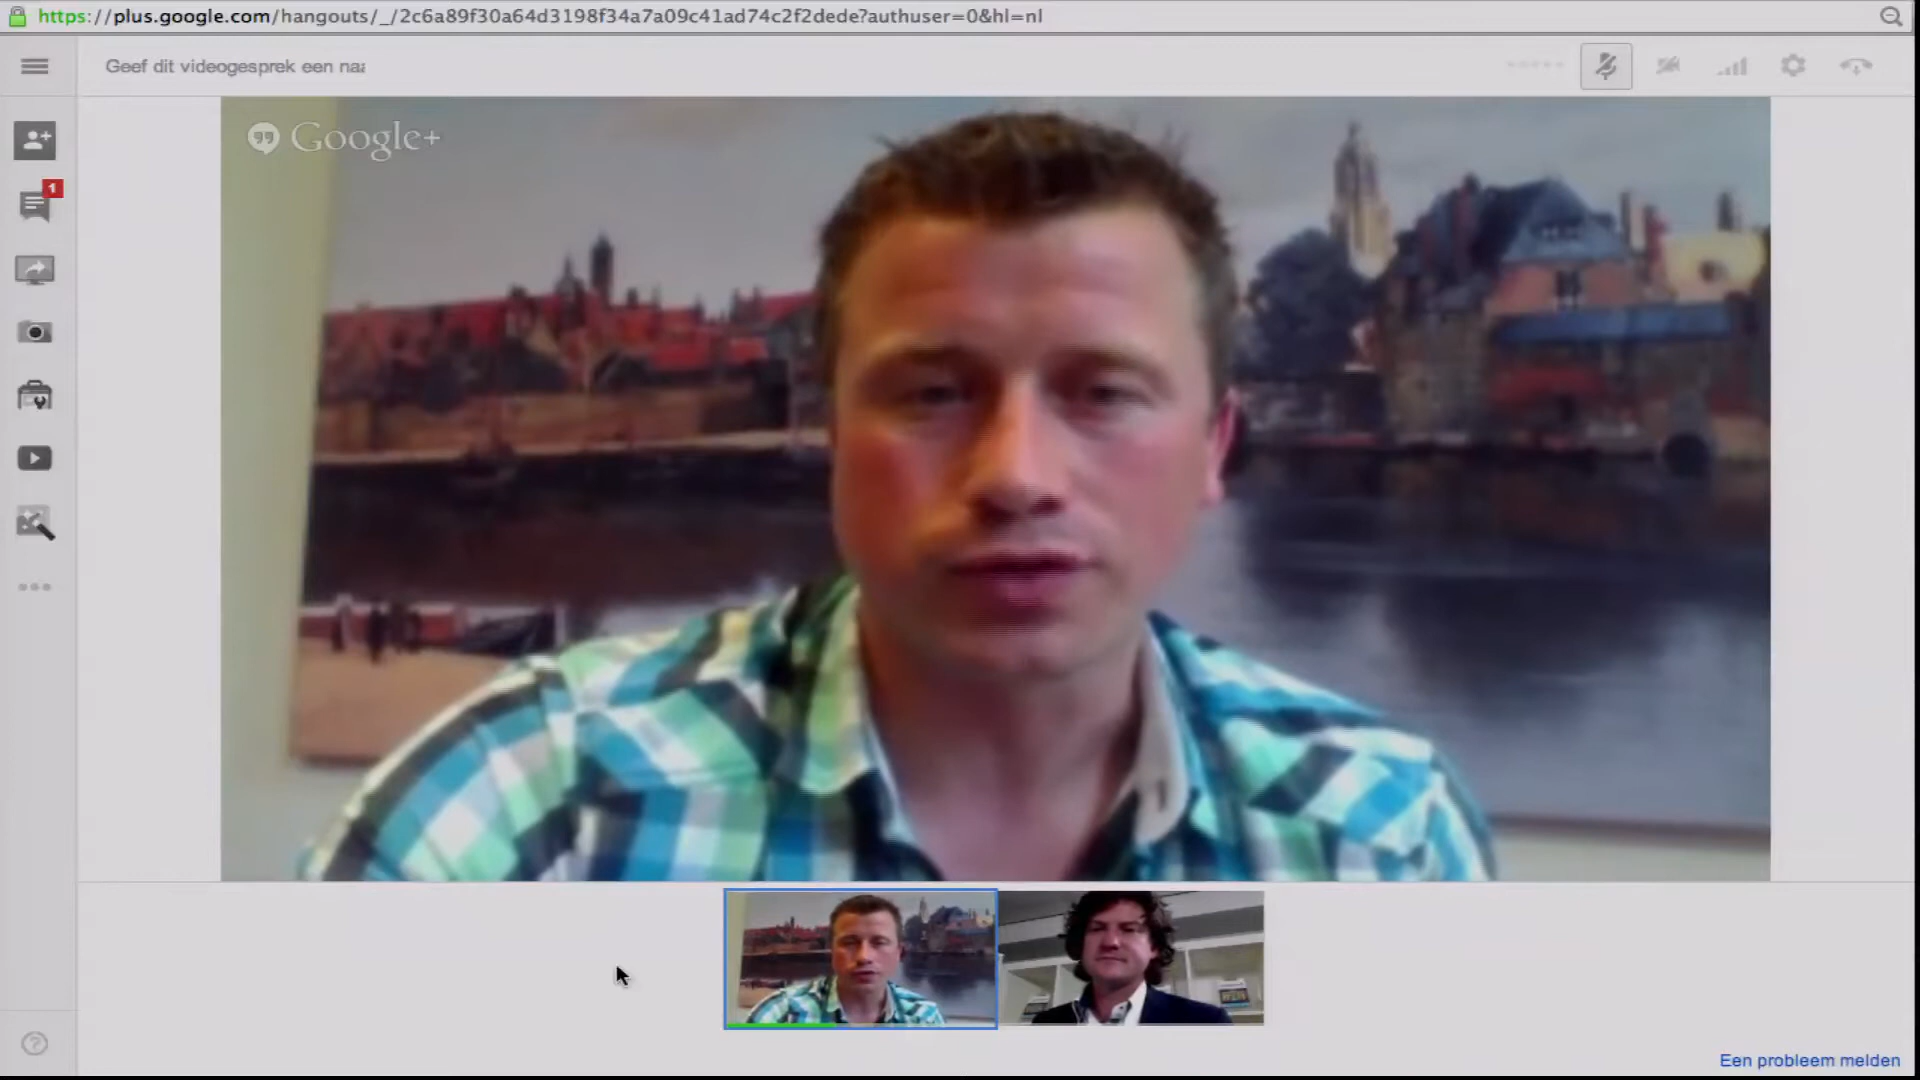 https://plus.google.com/hangouts/_/2c6a89f30a64d3198f34a7a09c41ad74c2f2dede?authuser=0&hl=nl
Geef dit videogesprek een naa
1
Google+
Een probleem melden